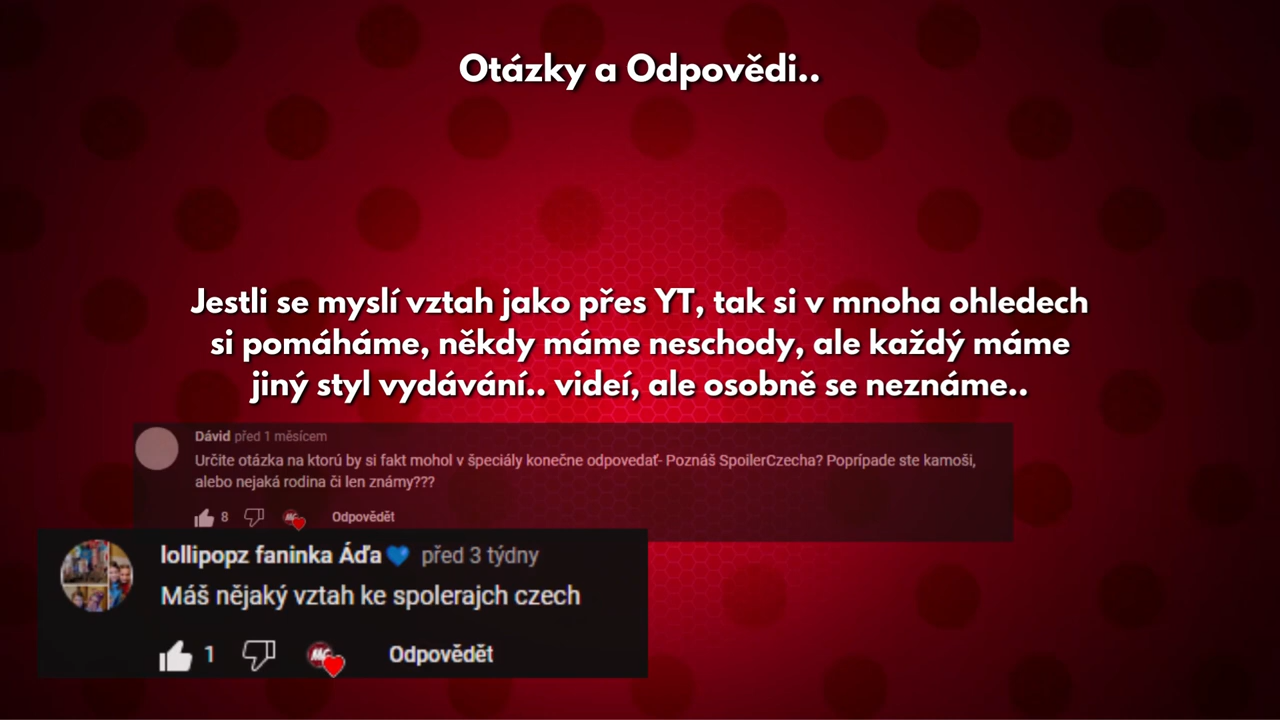 Otázky a Odpovědi..
Jestli se myslí vztah jako přes YT, tak si v mnoha ohledech
si pomáháme, někdy máme neschody, ale každý máme
jiný styl vydávání.. videí, ale osobně se neznáme..
Dávid před 1 měsícem
Určite otázka na ktorú by si fakt mohol v špeciály konečne odpovedať- Poznáš SpoilerCzecha? Poprípade ste kamoši,
alebo nejaká rodina či len známy???
8 Odpovědět
lollipopz faninka Áďa💙 před 3 týdny
Máš nějaký vztah ke spolerajch czech
1 Odpovědět